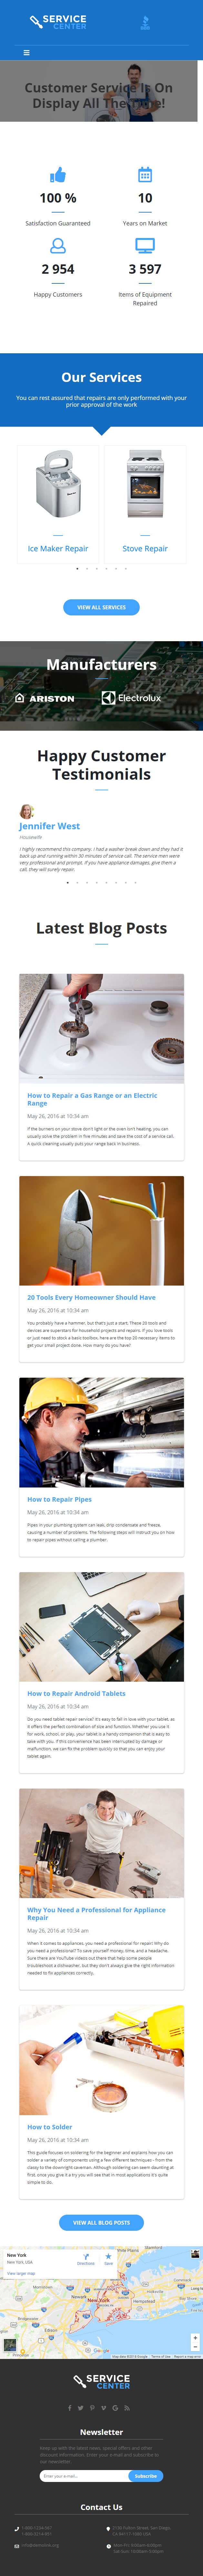 SERVICE
CENTER
BBB
Customer Service Is On
Display All The Time!
100 %
Satisfaction Guaranteed
10
Years on Market
2 954
Happy Customers
3 597
Items of Equipment
Repaired
Our Services
You can rest assured that repairs are only performed with your
prior approval of the work
Ice Maker Repair
Stove Repair
VIEW ALL SERVICES
Manufacturers
ARISTON
Electrolux
Happy Customer
Testimonials
Jennifer West
Housewife
I highly recommend this company. I had a washer break down and they had it
back up and running within 30 minutes of service call. The service men were
very professional and prompt. If you have appliance problems, give them a
call, they will surely repair.
Latest Blog Posts
How to Repair a Gas Range or an Electric
Range
May 26, 2016 at 10:34 am
If the burners on your stove don't light or the oven isn't heating, you can
usually solve the problem in five minutes and save the cost of a service call.
A quick cleaning usually puts your range back in business.
20 Tools Every Homeowner Should Have
May 26, 2016 at 10:34 am
You probably have a hammer, but that's just a start. These 20 tools and
devices are superstars for household projects and repairs. If you lose tools
or just need to stock a basic toolbox, here are the top 20 necessary items to
get your small project done. How many do you have?
How to Repair Pipes
May 26, 2016 at 10:34 am
Pipes in your plumbing system can leak, drip condensate and freeze,
causing a number of problems. The following steps will instruct you on how
to repair pipes without calling a plumber.
How to Repair Android Tablets
May 26, 2016 at 10:34 am
Do you need tablet repair service? It's easy to fall in love with your tablet, as
it offers the perfect combination of size and function. Whether you use it
for work, school, or play, your tablet is a handy companion that is easy to
take with you. If this convenience has been interrupted by damage or
malfunction, we can fix the problem quickly so that you can enjoy your
tablet again.
Why You Need a Professional for Appliance
Repair
May 26, 2016 at 10:34 am
When it comes to appliances, you need a professional for repair! Why do
you need a professional? To save yourself money, time, and a headache.
Sure there are YouTube videos out there that help some people
troubleshoot a dishwasher, but they don't always give the right information
needed to fix appliances correctly.
How to Solder
May 26, 2016 at 10:34 am
This guide focuses on soldering for the beginner and explains how you can
solder a variety of components using a few different techniques - from the
classy to the downright caveman. Although soldering can seem daunting at
first, once you give it a try you will see that in most applications it's quite
simple to do.
VIEW ALL BLOG POSTS
New York
New York, USA
Directions
Save
View larger map
New York
Newark
Google
SERVICE
CENTER
Newsletter
Keep up with the latest news, special offers and other
discount information. Enter your e-mail and subscribe to
our newsletter.
Enter your e-mail...
Subscribe
Contact Us